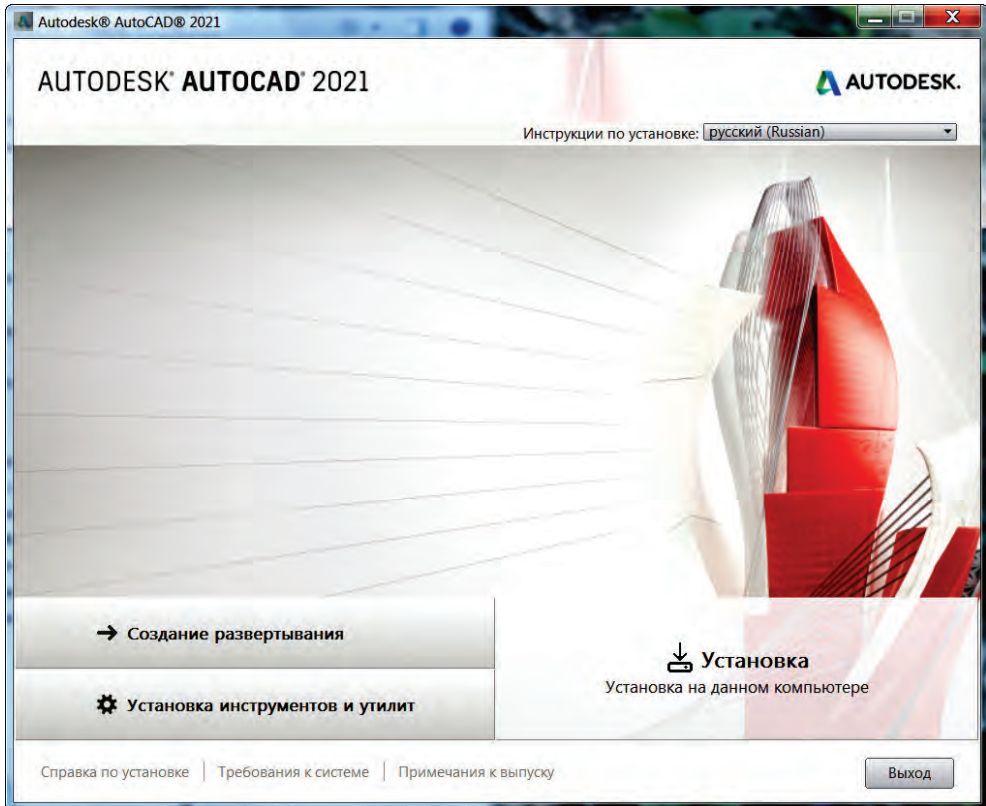 Autodesk® AutoCAD® 2021
AUTODESK® AUTOCAD® 2021
AUTODESK.
Инструкции по установке: русский (Russian)
→ Создание развертывания
Установка
Установка на данном компьютере
Установка инструментов и утилит
Справка по установке | Требования к системе | Примечания к выпуску
Выход